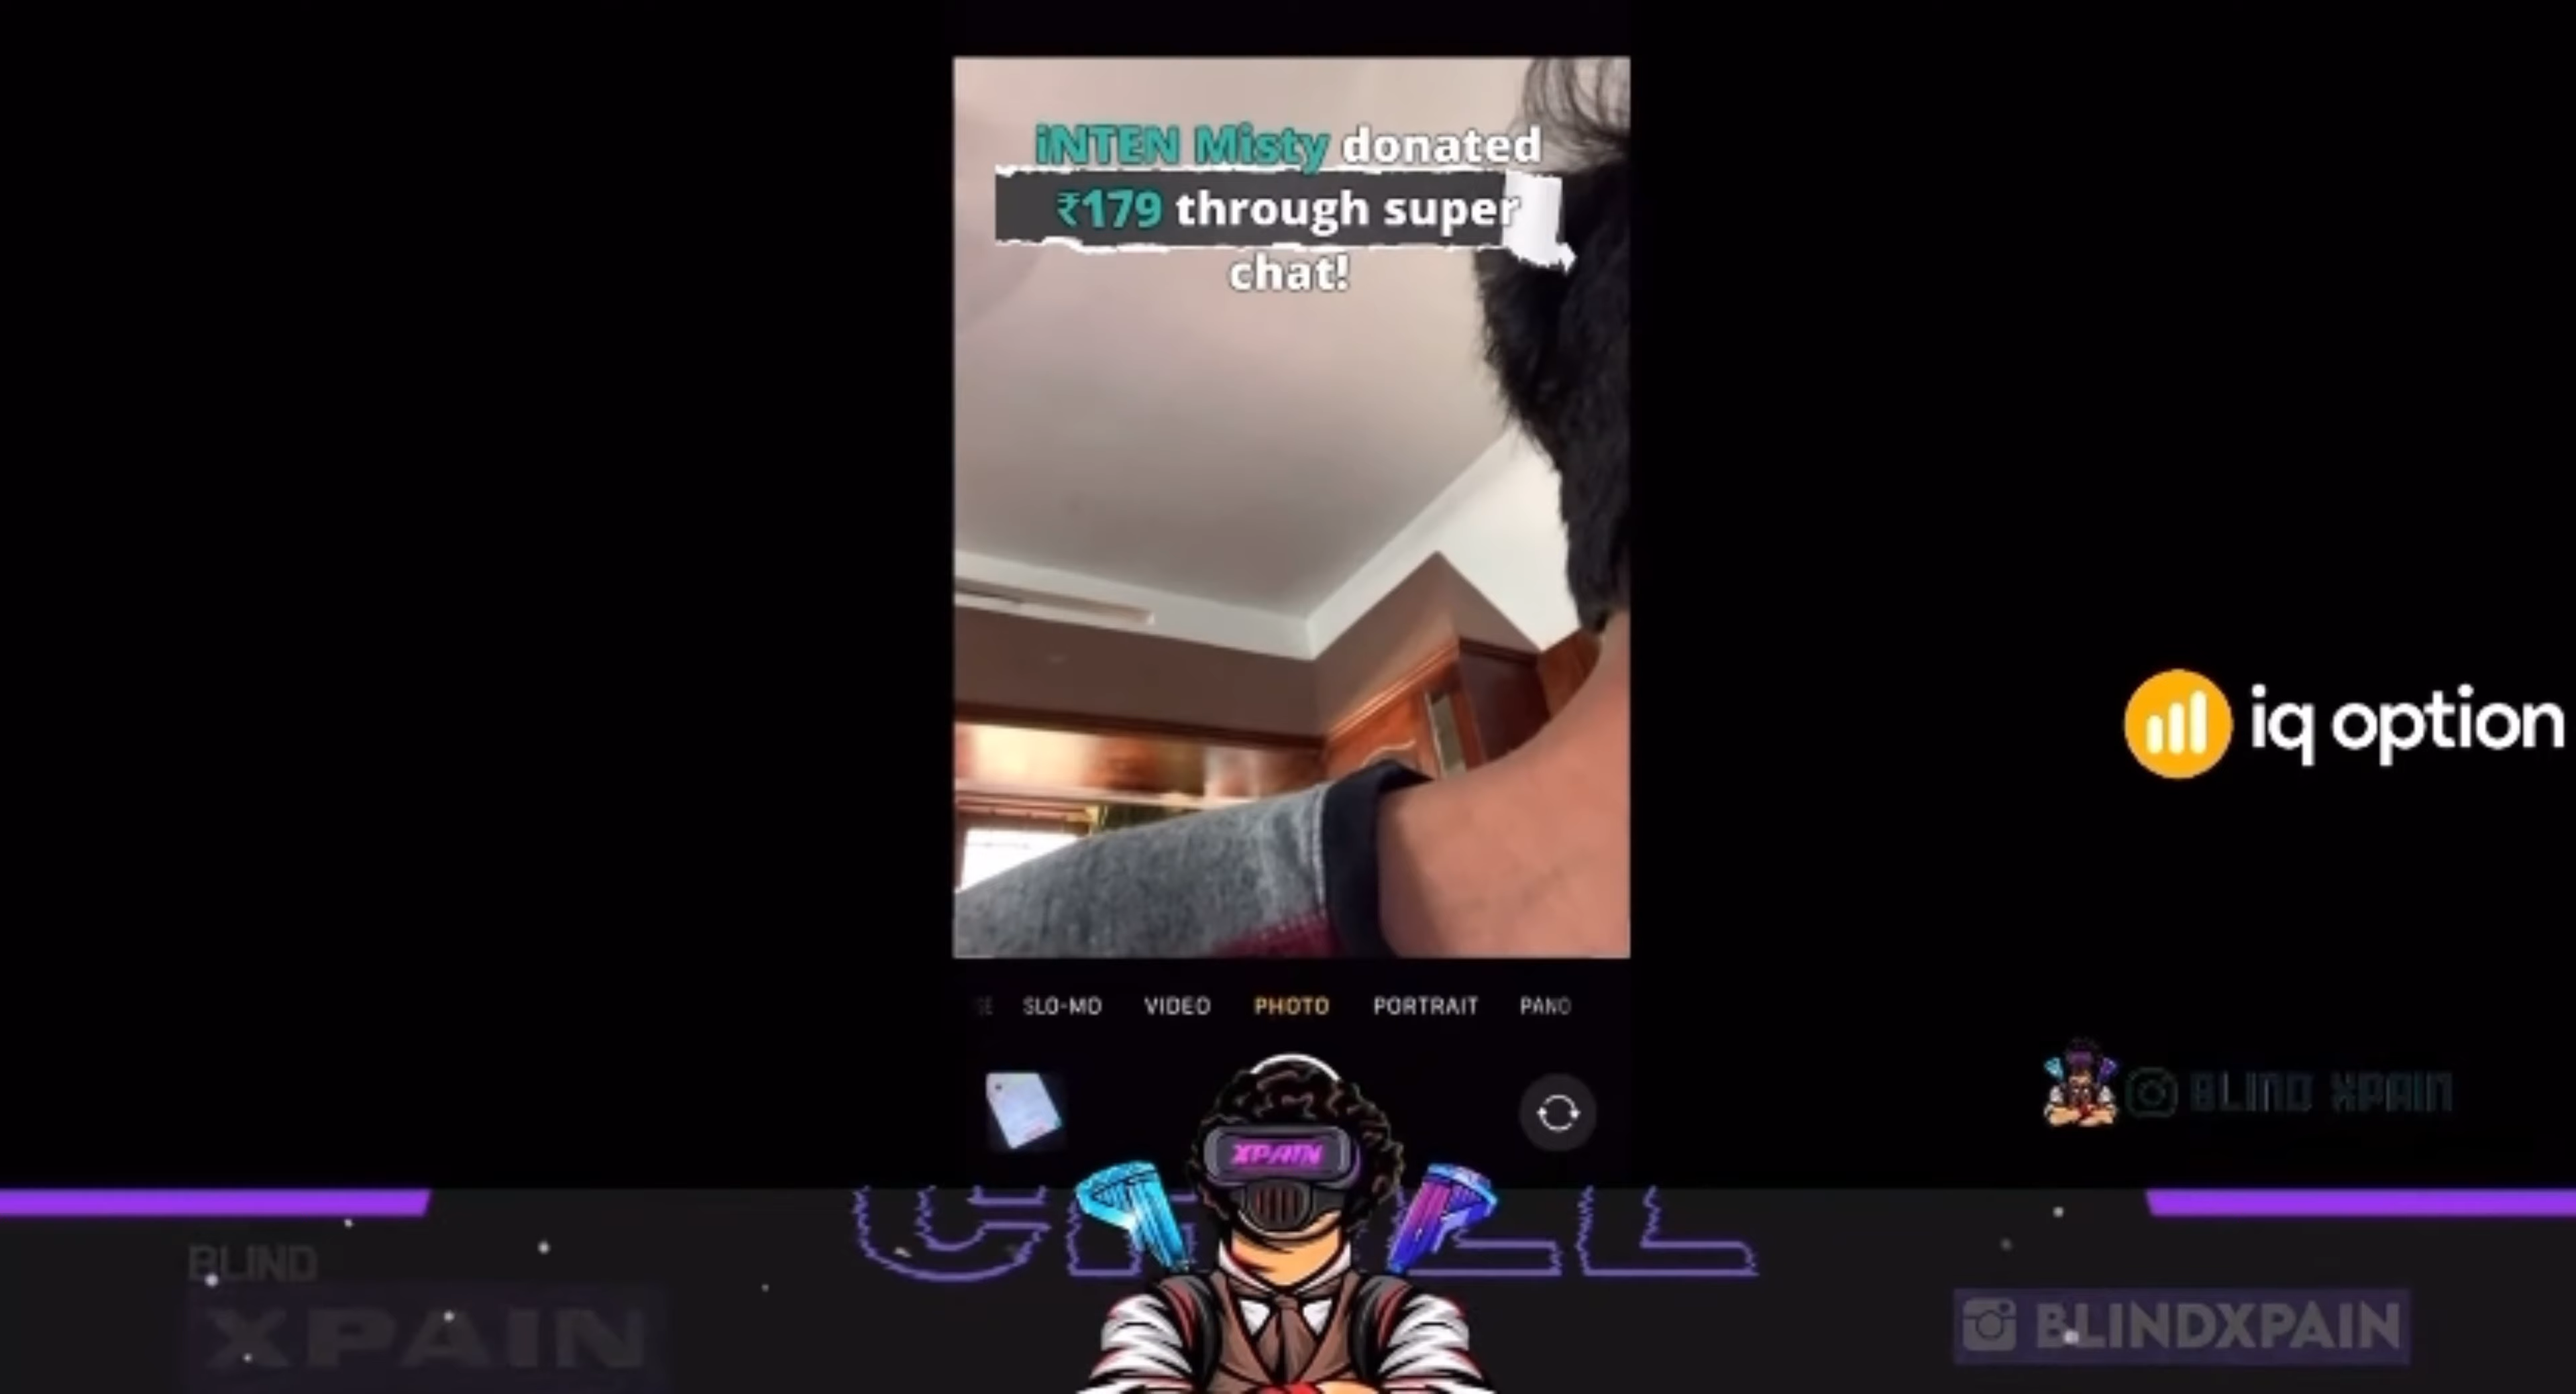 iNTEN Misty donated
₹179 through super
chat!
iq option
SLO-MO VIDEO PHOTO PORTRAIT PANO
BLIND XPAIN
XPAIN
BLIND
XPAIN
BLINDXPAIN